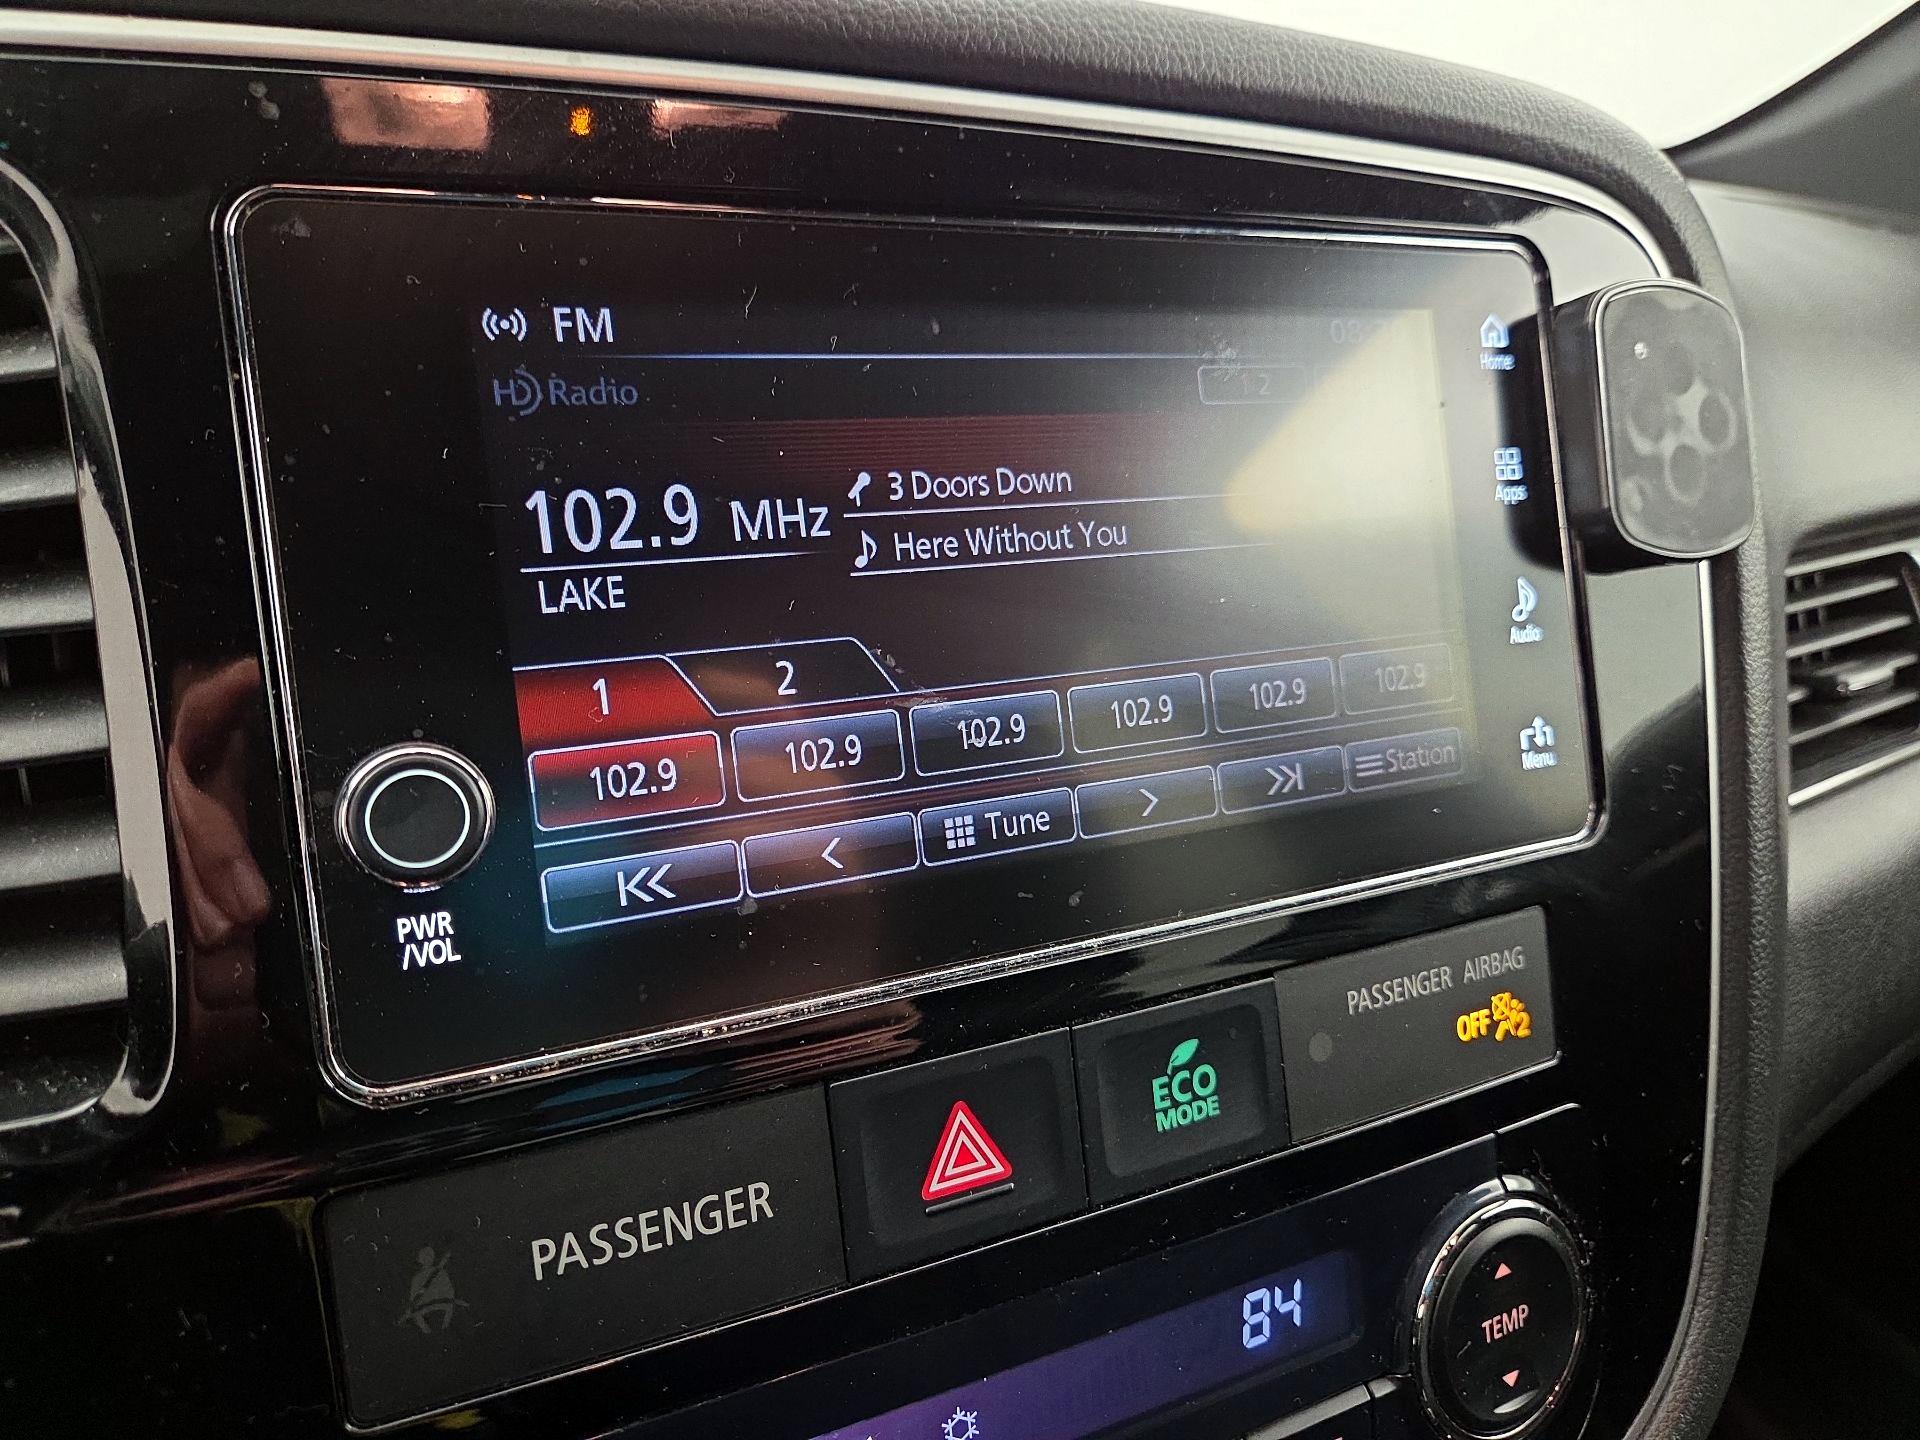 FM
HD Radio
Home
102.9 MHz
3 Doors Down
Here Without You
LAKE
Apps
Audio
1 2
102.9 102.9 102.9 102.9 102.9 102.9
Tune Station
Menu
PWR
/VOL
PASSENGER AIRBAG
OFF 2
ECO
MODE
PASSENGER
84
TEMP